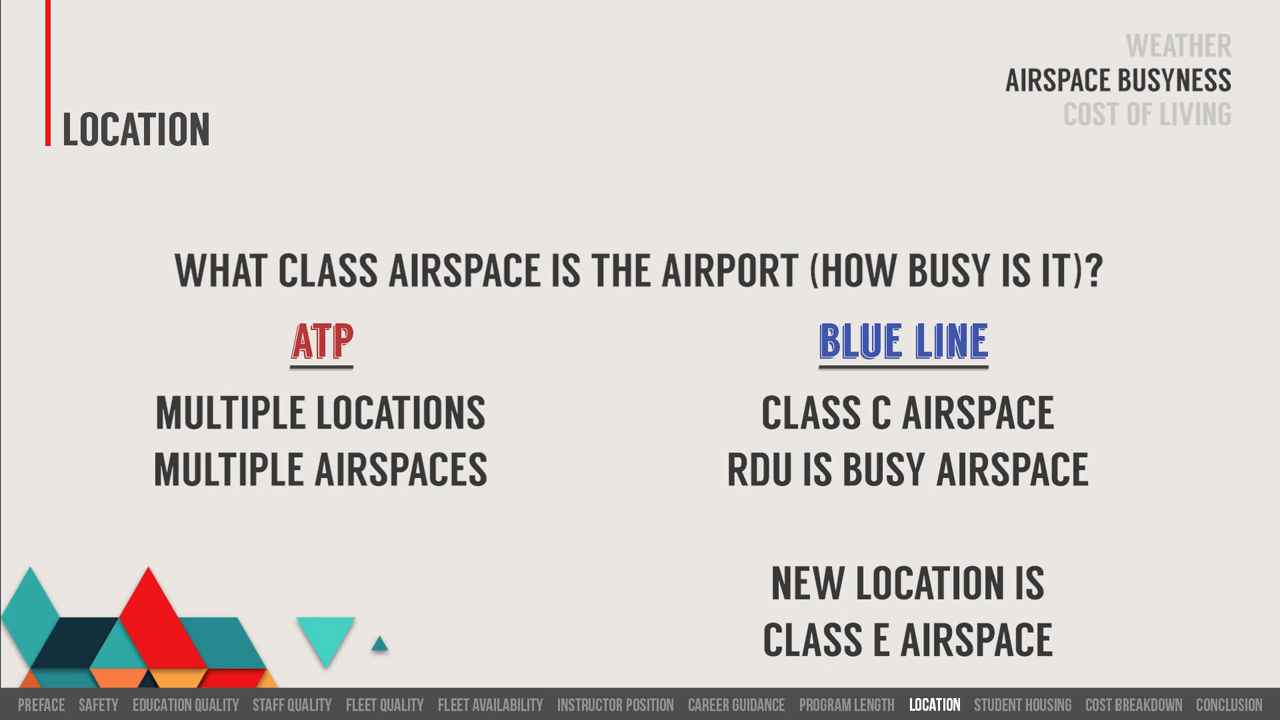 WEATHER
AIRSPACE BUSYNESS
COST OF LIVING
LOCATION
WHAT CLASS AIRSPACE IS THE AIRPORT (HOW BUSY IS IT)?
ATP
MULTIPLE LOCATIONS
MULTIPLE AIRSPACES
BLUE LINE
CLASS C AIRSPACE
RDU IS BUSY AIRSPACE
NEW LOCATION IS
CLASS E AIRSPACE
PREFACE SAFETY EDUCATION QUALITY STAFF QUALITY FLEET QUALITY FLEET AVAILABILITY INSTRUCTOR POSITION CAREER GUIDANCE PROGRAM LENGTH LOCATION STUDENT HOUSING COST BREAKDOWN CONCLUSION